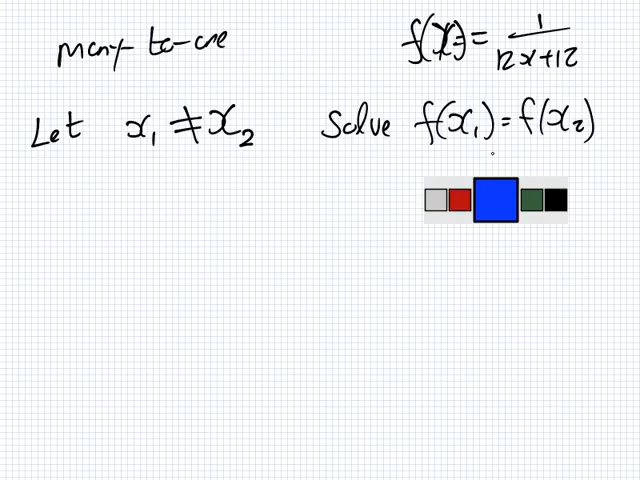 many-to-one f(x) = 1/12x+12
Let x₁ ≠ x₂ Solve f(x₁) = f(x₂)